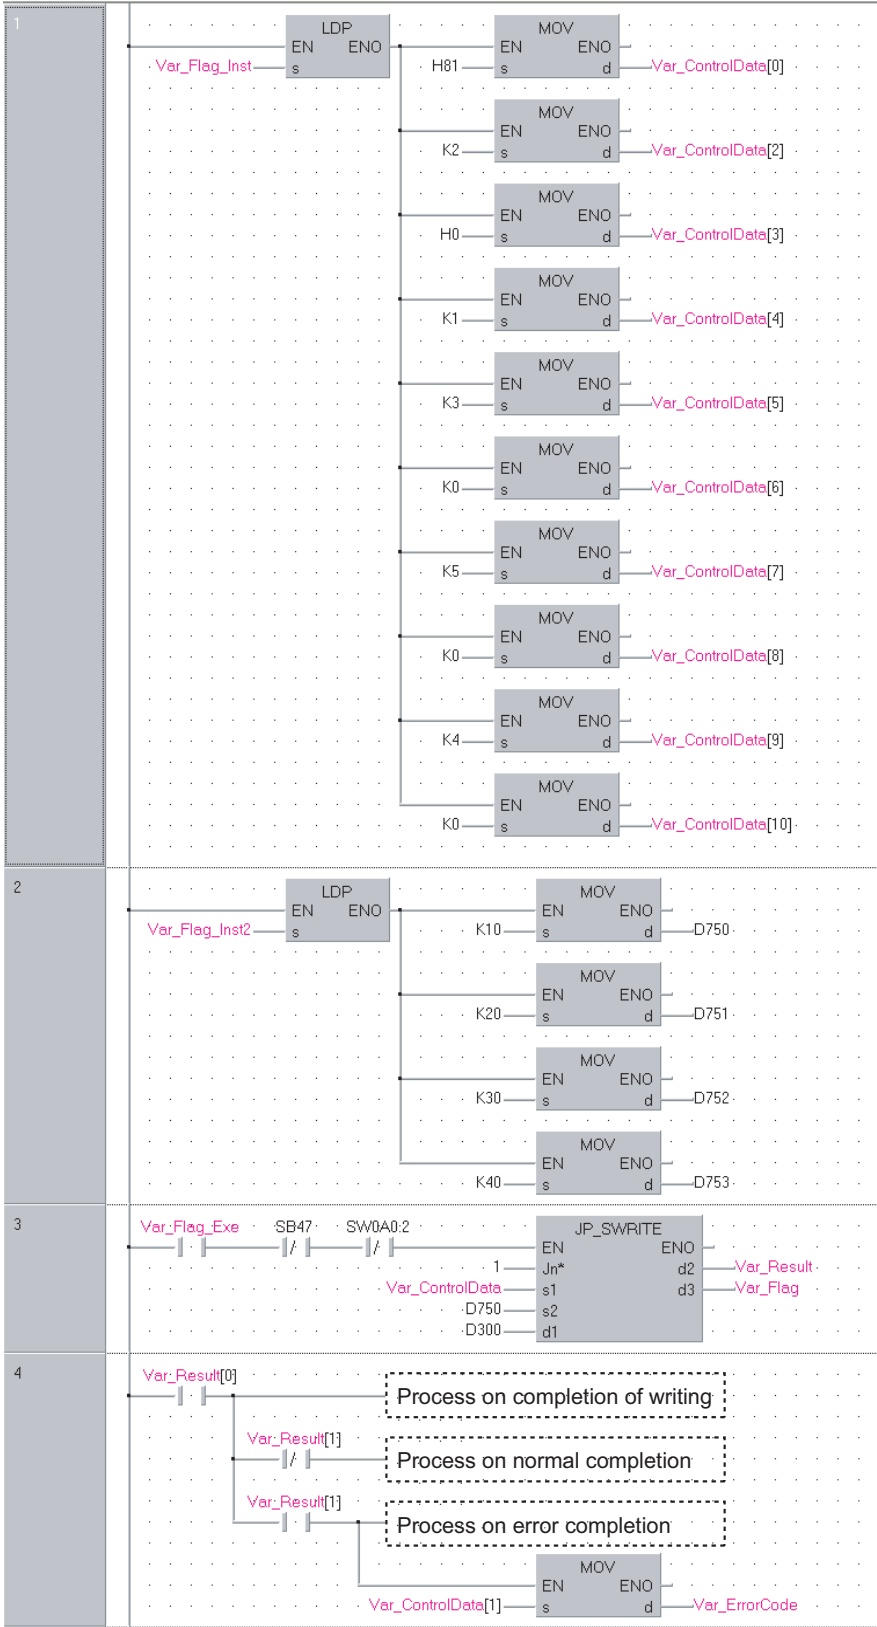 1
LDP MOV
EN ENO EN ENO
Var_Flag_Inst s H81 s d Var_ControlData[0]
MOV
EN ENO
K2 s d Var_ControlData[2]
MOV
EN ENO
H0 s d Var_ControlData[3]
MOV
EN ENO
K1 s d Var_ControlData[4]
MOV
EN ENO
K3 s d Var_ControlData[5]
MOV
EN ENO
K0 s d Var_ControlData[6]
MOV
EN ENO
K5 s d Var_ControlData[7]
MOV
EN ENO
K0 s d Var_ControlData[8]
MOV
EN ENO
K4 s d Var_ControlData[9]
MOV
EN ENO
K0 s d Var_ControlData[10]
2
LDP MOV
EN ENO EN ENO
Var_Flag_Inst2 s K10 s d D750
MOV
EN ENO
K20 s d D751
MOV
EN ENO
K30 s d D752
MOV
EN ENO
K40 s d D753
3
Var_Flag_Exe SB47 SW0A0.2 JP_SWRITE
EN ENO
1 Jn* d2 Var_Result
Var_ControlData s1 d3 Var_Flag
D750 s2
D300 d1
4
Var_Result[0]
Process on completion of writing
Var_Result[1]
Process on normal completion
Var_Result[1]
Process on error completion
MOV
EN ENO
Var_ControlData[1] s d Var_ErrorCode